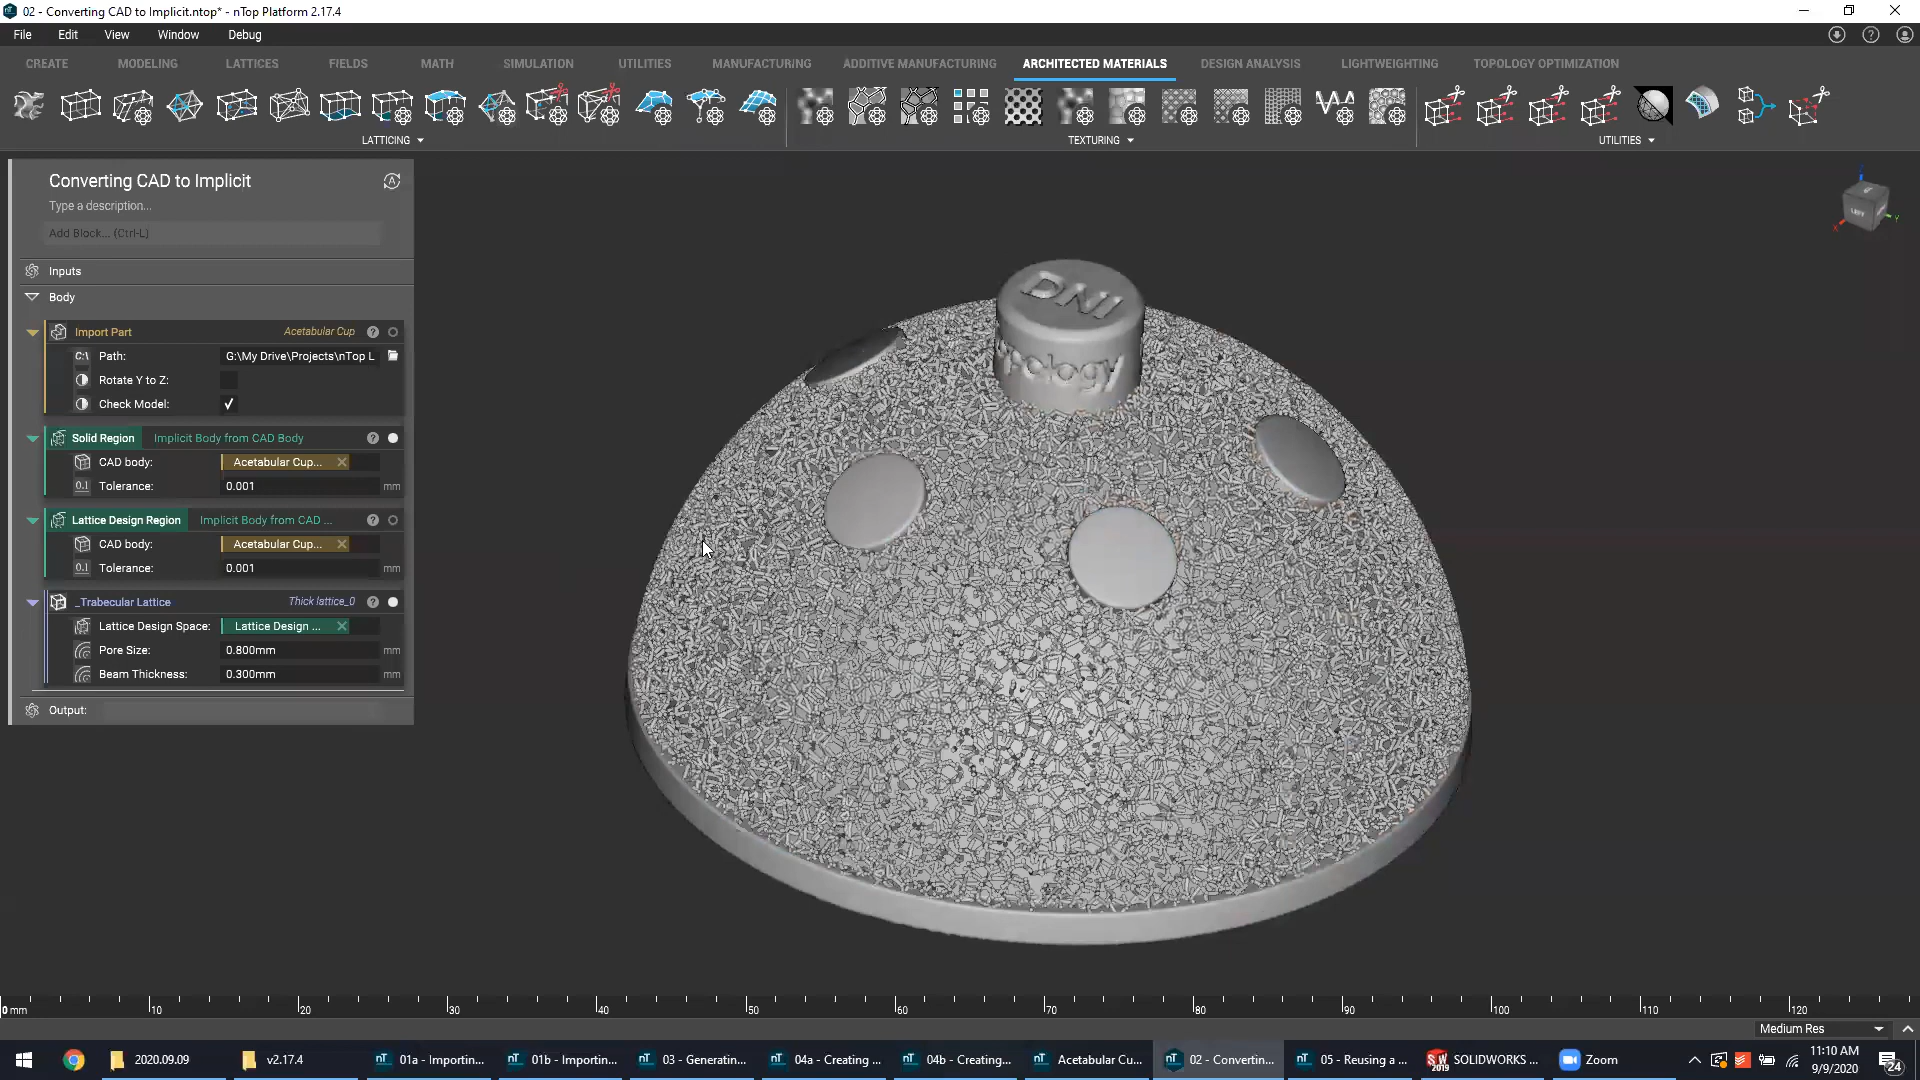 02 - Converting CAD to Implicit.ntop* - nTop Platform 2.17.4
File Edit View Window Debug
CREATE MODELING LATTICES FIELDS MATH SIMULATION UTILITIES MANUFACTURING ADDITIVE MANUFACTURING ARCHITECTED MATERIALS DESIGN ANALYSIS LIGHTWEIGHTING TOPOLOGY OPTIMIZATION
LATTICING TEXTURING UTILITIES
Converting CAD to Implicit
Type a description...
Add Block... (Ctrl-L)
Inputs
Body
Import Part Acetabular Cup
C:\ Path: G:\My Drive\Projects\nTop L
Rotate Y to Z:
Check Model:
Solid Region Implicit Body from CAD Body
CAD body: Acetabular Cup...
0.1 Tolerance: 0.001 mm
Lattice Design Region Implicit Body from CAD ...
CAD body: Acetabular Cup...
0.1 Tolerance: 0.001 mm
_Trabecular Lattice Thick lattice_0
Lattice Design Space: Lattice Design ...
Pore Size: 0.800mm mm
Beam Thickness: 0.300mm mm
Output:
DNI
pology
LEFT
X Y
0 mm 10 20 30 40 50 60 70 80 90 100 110 120
Medium Res
2020.09.09 v2.17.4 01a - Importin... 01b - Importin... 03 - Generatin... 04a - Creating ... 04b - Creating... Acetabular Cu... 02 - Convertin... 05 - Reusing a ... SOLIDWORKS ... Zoom
11:10 AM
9/9/2020
24